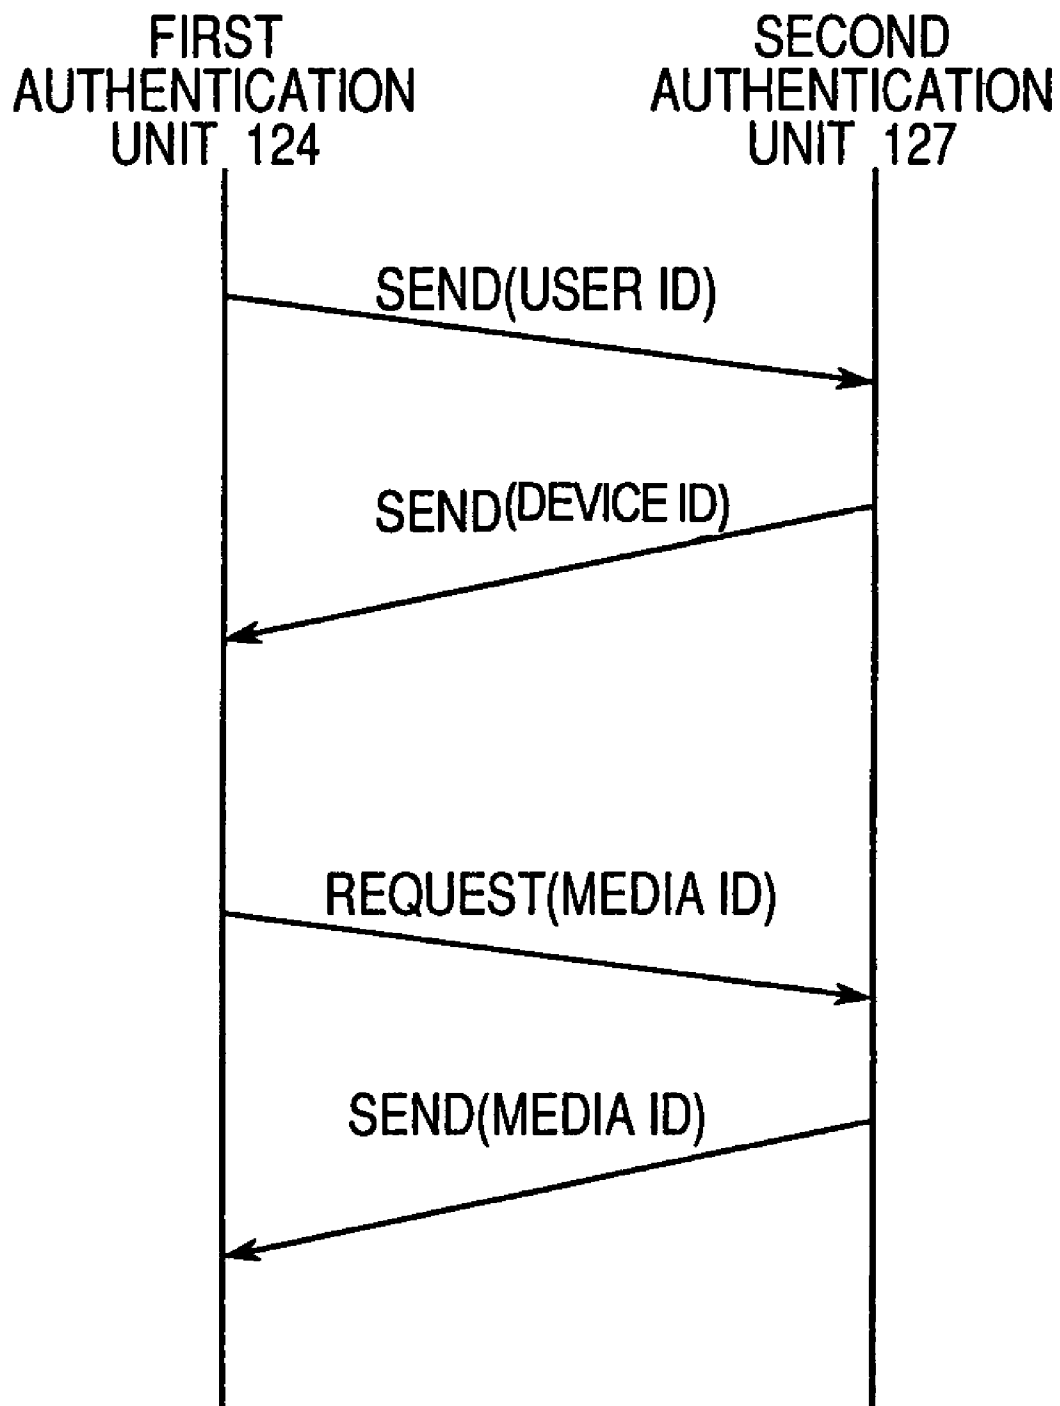 FIRST
AUTHENTICATION
UNIT 124
SECOND
AUTHENTICATION
UNIT 127
SEND(USER ID)
SEND(DEVICE ID)
REQUEST(MEDIA ID)
SEND(MEDIA ID)